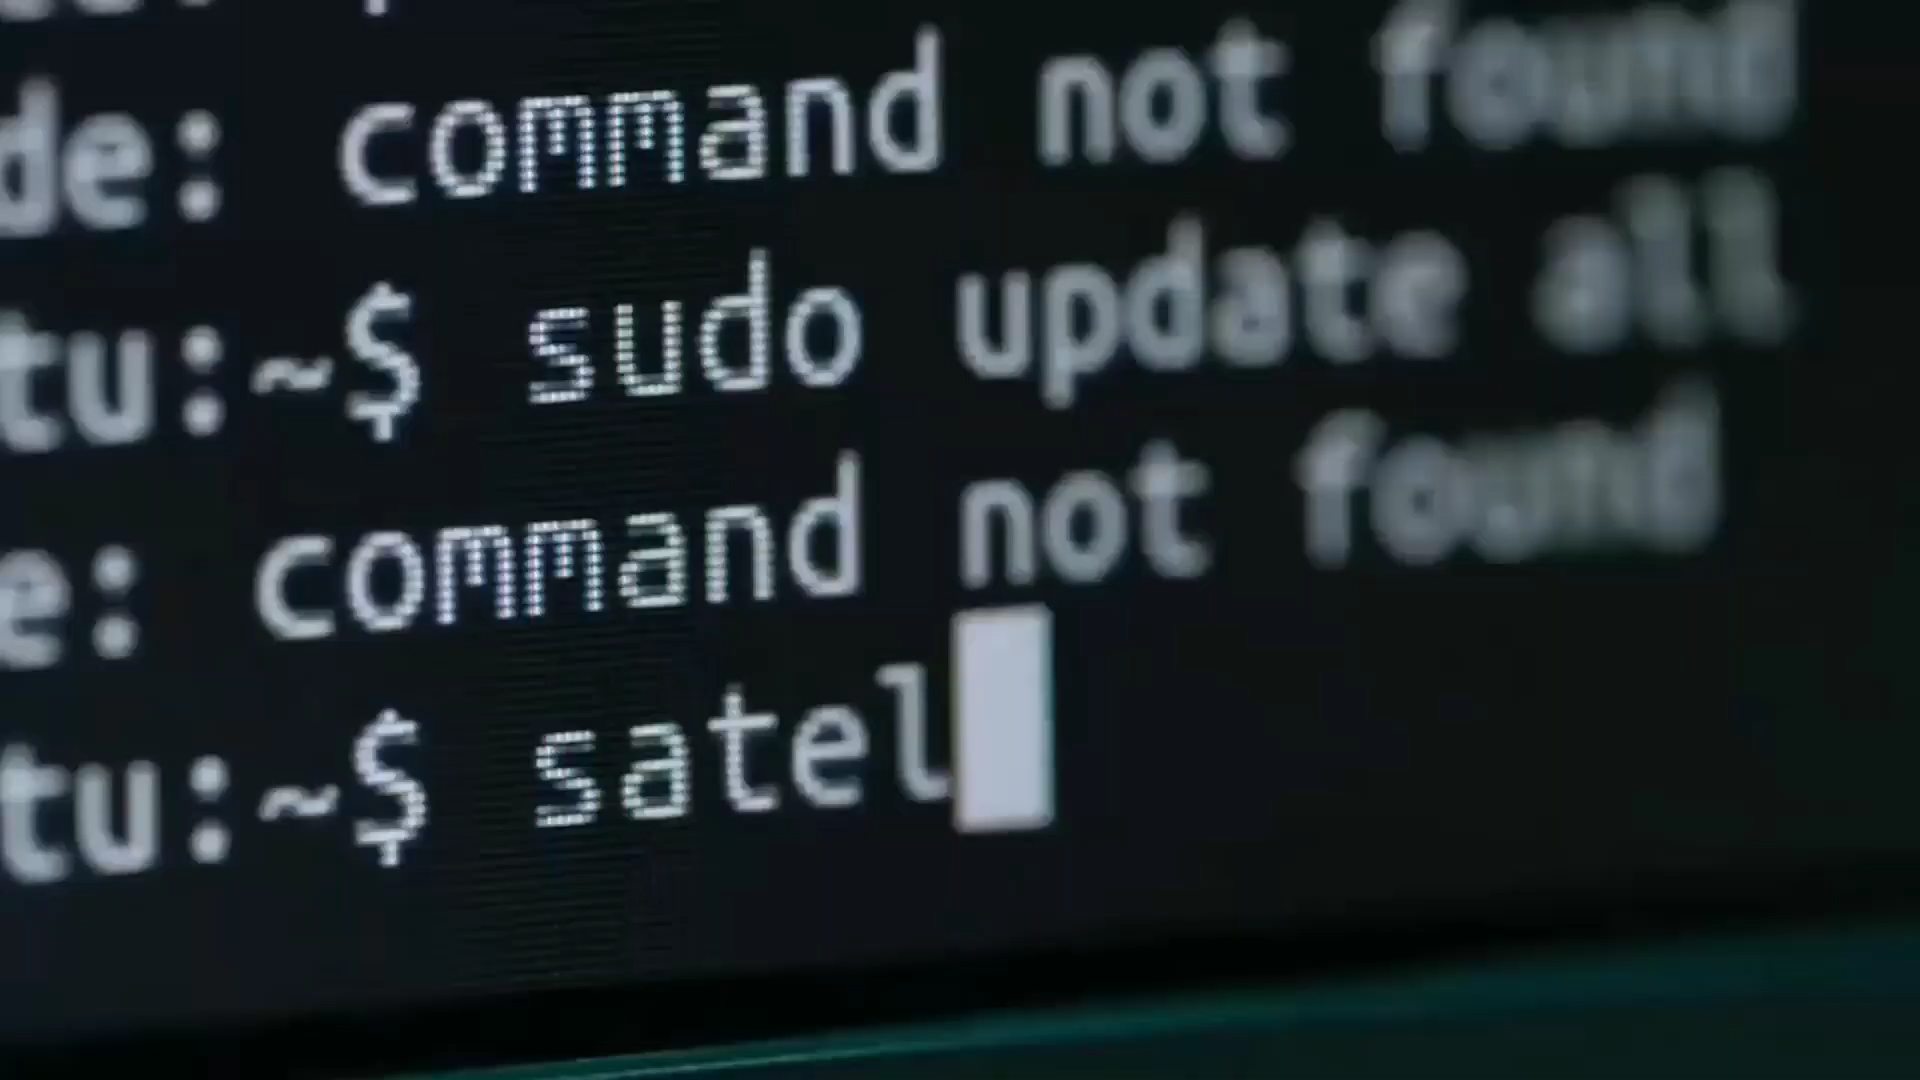 de: command not found
tu:~$ sudo update all
e: command not found
tu:~$ satel